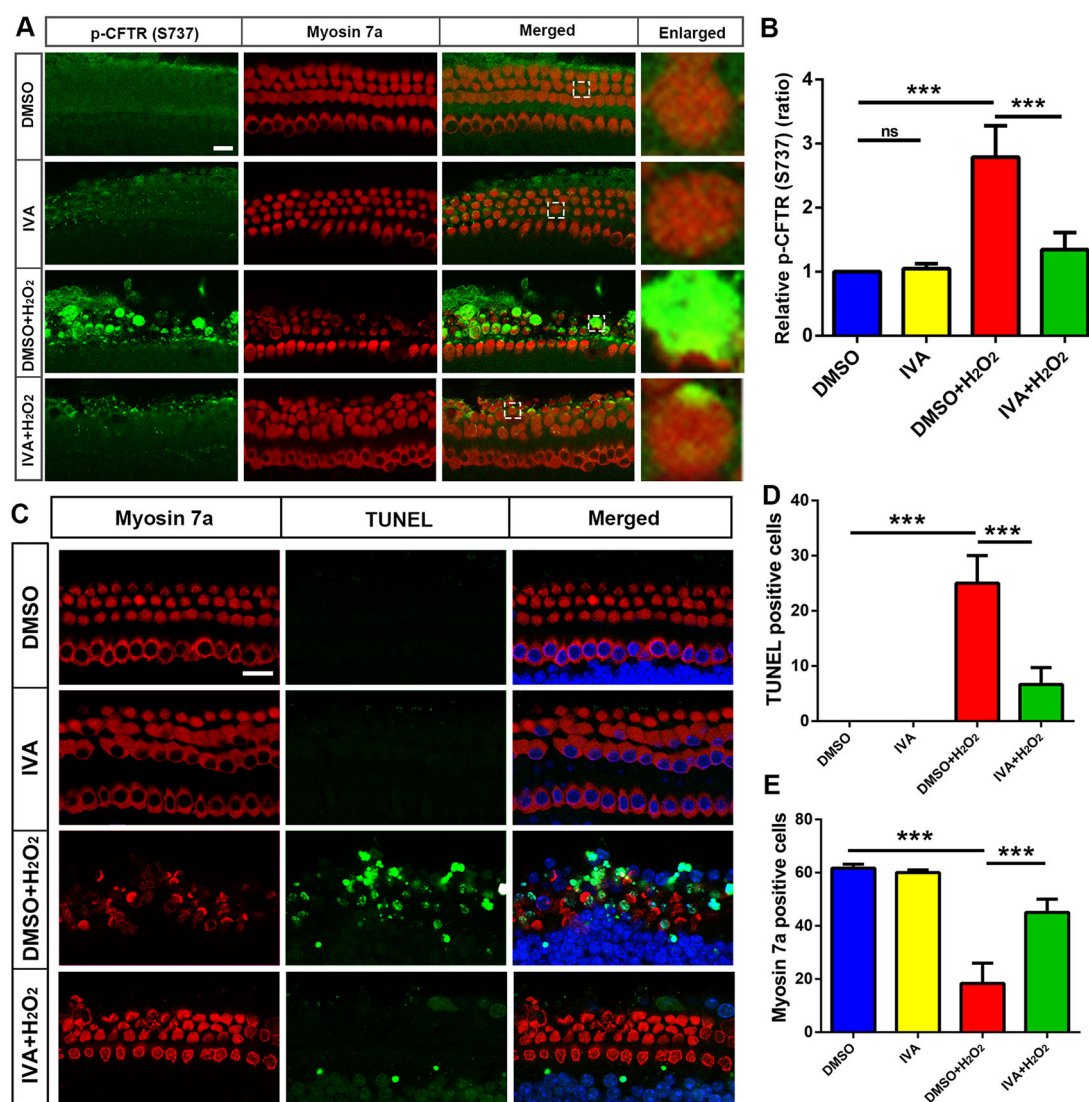 A
p-CFTR (S737) Myosin 7a Merged Enlarged
DMSO
IVA
DMSO+H2O2
IVA+H2O2
B
Relative p-CFTR (S737) (ratio)
5
4
3
2
1
0
***
***
ns
DMSO
IVA
DMSO+H2O2
IVA+H2O2
C
Myosin 7a TUNEL Merged
DMSO
IVA
DMSO+H2O2
IVA+H2O2
D
TUNEL positive cells
40
30
20
10
0
***
***
DMSO
IVA
DMSO+H2O2
IVA+H2O2
E
Myosin 7a positive cells
80
60
40
20
0
***
***
DMSO
IVA
DMSO+H2O2
IVA+H2O2